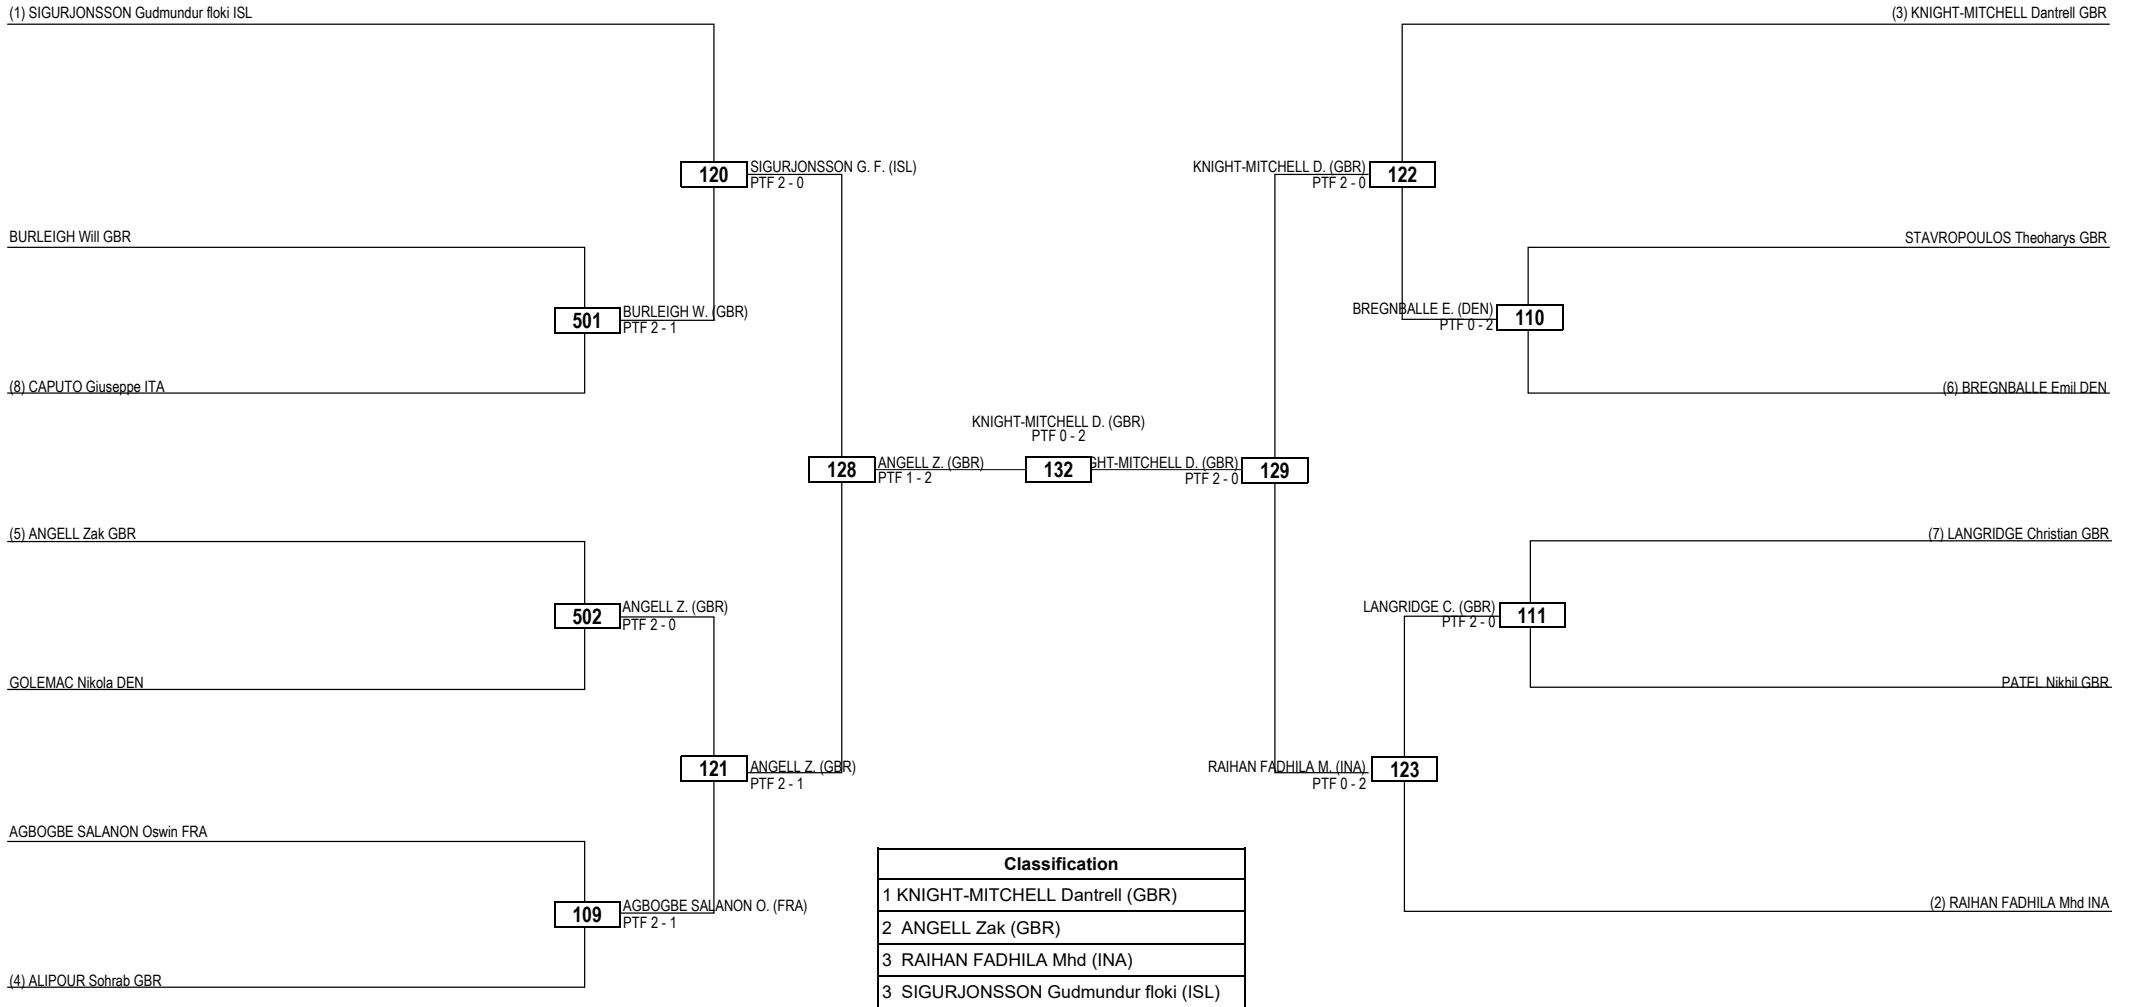 (1) SIGURJONSSON Gudmundur floki ISL
(3) KNIGHT-MITCHELL Dantrell GBR
120
SIGURJONSSON G. F. (ISL)
PTF 2 - 0
KNIGHT-MITCHELL D. (GBR)
PTF 2 - 0
122
BURLEIGH Will GBR
STAVROPOULOS Theoharys GBR
501
BURLEIGH W. (GBR)
PTF 2 - 1
BREGNBALLE E. (DEN)
PTF 0 - 2
110
(8) CAPUTO Giuseppe ITA
(6) BREGNBALLE Emil DEN
KNIGHT-MITCHELL D. (GBR)
PTF 0 - 2
128
ANGELL Z. (GBR)
PTF 1 - 2
132
GHT-MITCHELL D. (GBR)
PTF 2 - 0
129
(5) ANGELL Zak GBR
(7) LANGRIDGE Christian GBR
502
ANGELL Z. (GBR)
PTF 2 - 0
LANGRIDGE C. (GBR)
PTF 2 - 0
111
GOLEMAC Nikola DEN
PATEL Nikhil GBR
121
ANGELL Z. (GBR)
PTF 2 - 1
RAIHAN FADHILA M. (INA)
PTF 0 - 2
123
AGBOGBE SALANON Oswin FRA
109
AGBOGBE SALANON O. (FRA)
PTF 2 - 1
(2) RAIHAN FADHILA Mhd INA
(4) ALIPOUR Sohrab GBR
Classification
1 KNIGHT-MITCHELL Dantrell (GBR)
2 ANGELL Zak (GBR)
3 RAIHAN FADHILA Mhd (INA)
3 SIGURJONSSON Gudmundur floki (ISL)